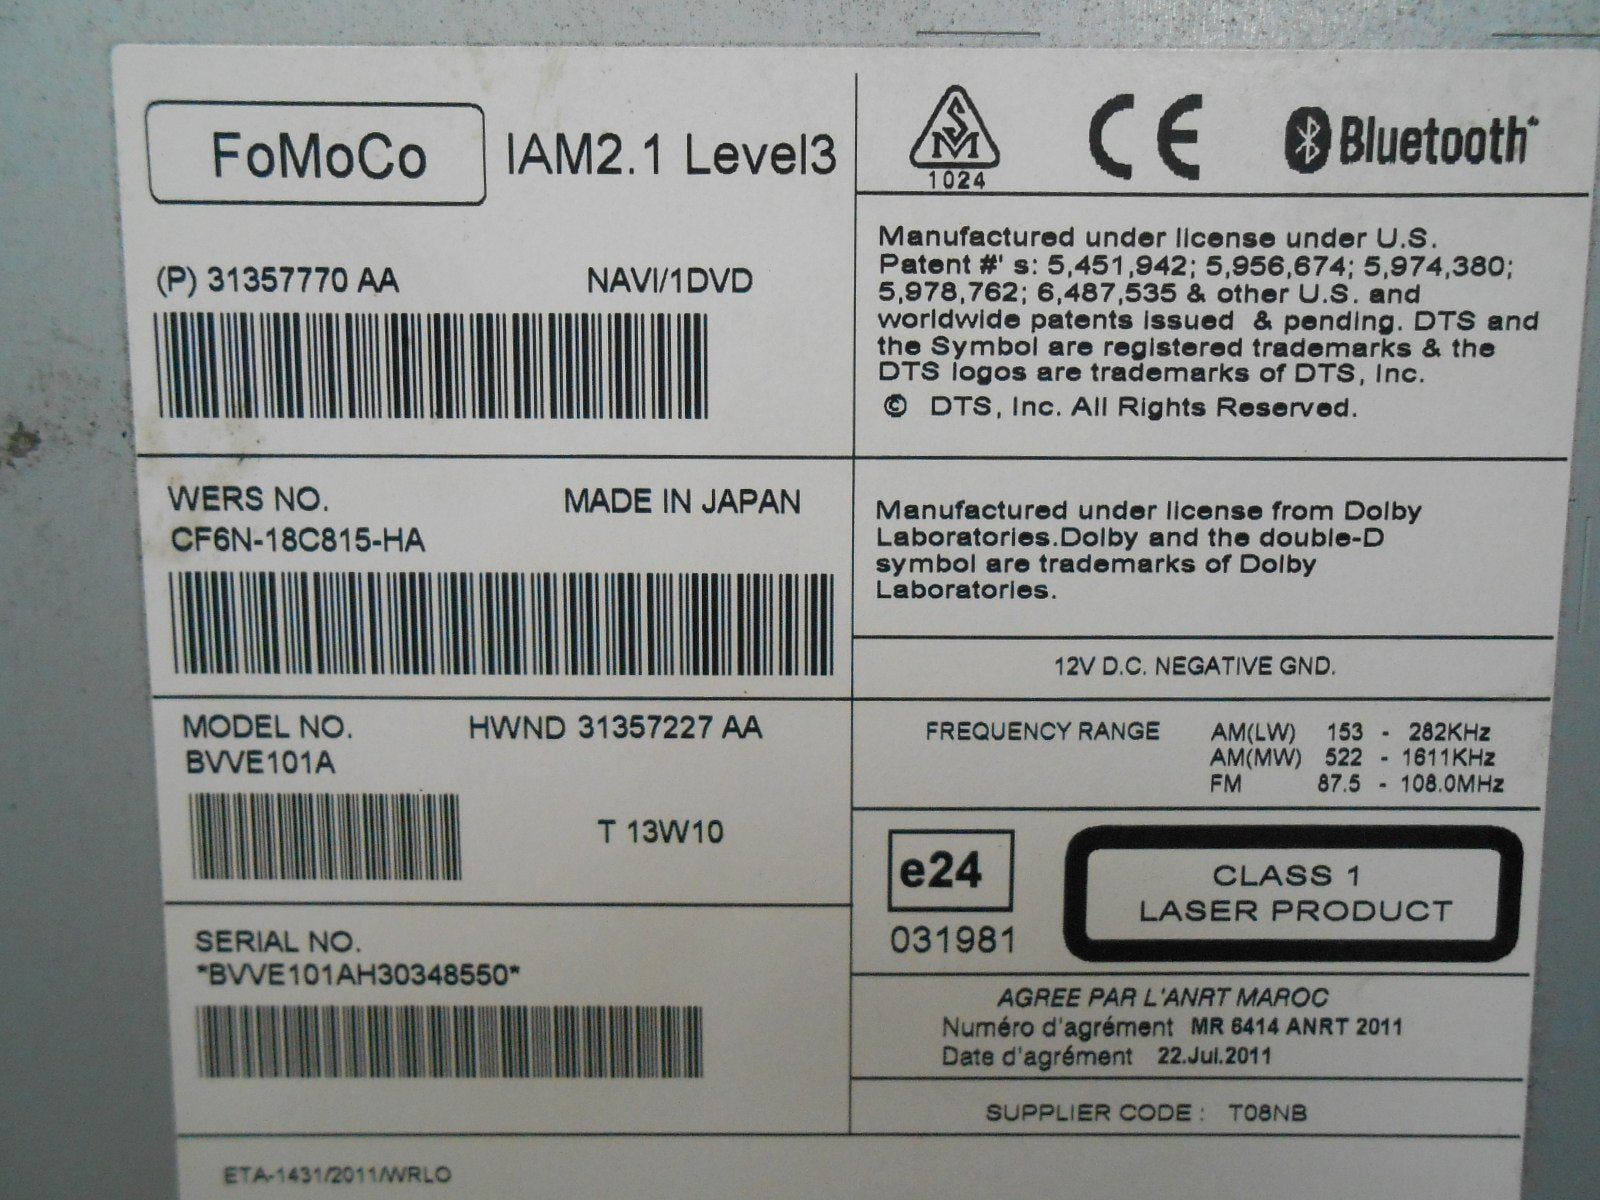 FoMoCo IAM2.1 Level3
(P) 31357770 AA NAVI/1DVD
WERS NO. MADE IN JAPAN
CF6N-18C815-HA
MODEL NO. HWND 31357227 AA
BVVE101A
T 13W10
SERIAL NO.
*BVVE101AH30348550*
ETA-1431/2011/WRLO
SM
1024
CE
Bluetooth
Manufactured under license under U.S.
Patent #' s: 5,451,942; 5,956,674; 5,974,380;
5,978,762; 6,487,535 & other U.S. and
worldwide patents issued & pending. DTS and
the Symbol are registered trademarks & the
DTS logos are trademarks of DTS, Inc.
© DTS, Inc. All Rights Reserved.
Manufactured under license from Dolby
Laboratories.Dolby and the double-D
symbol are trademarks of Dolby
Laboratories.
12V D.C. NEGATIVE GND.
FREQUENCY RANGE AM(LW) 153 - 282KHz
AM(MW) 522 - 1611KHz
FM 87.5 - 108.0MHz
e24
031981
CLASS 1
LASER PRODUCT
AGREE PAR L'ANRT MAROC
Numéro d'agrément MR 6414 ANRT 2011
Date d'agrément 22.Jul.2011
SUPPLIER CODE : T08NB